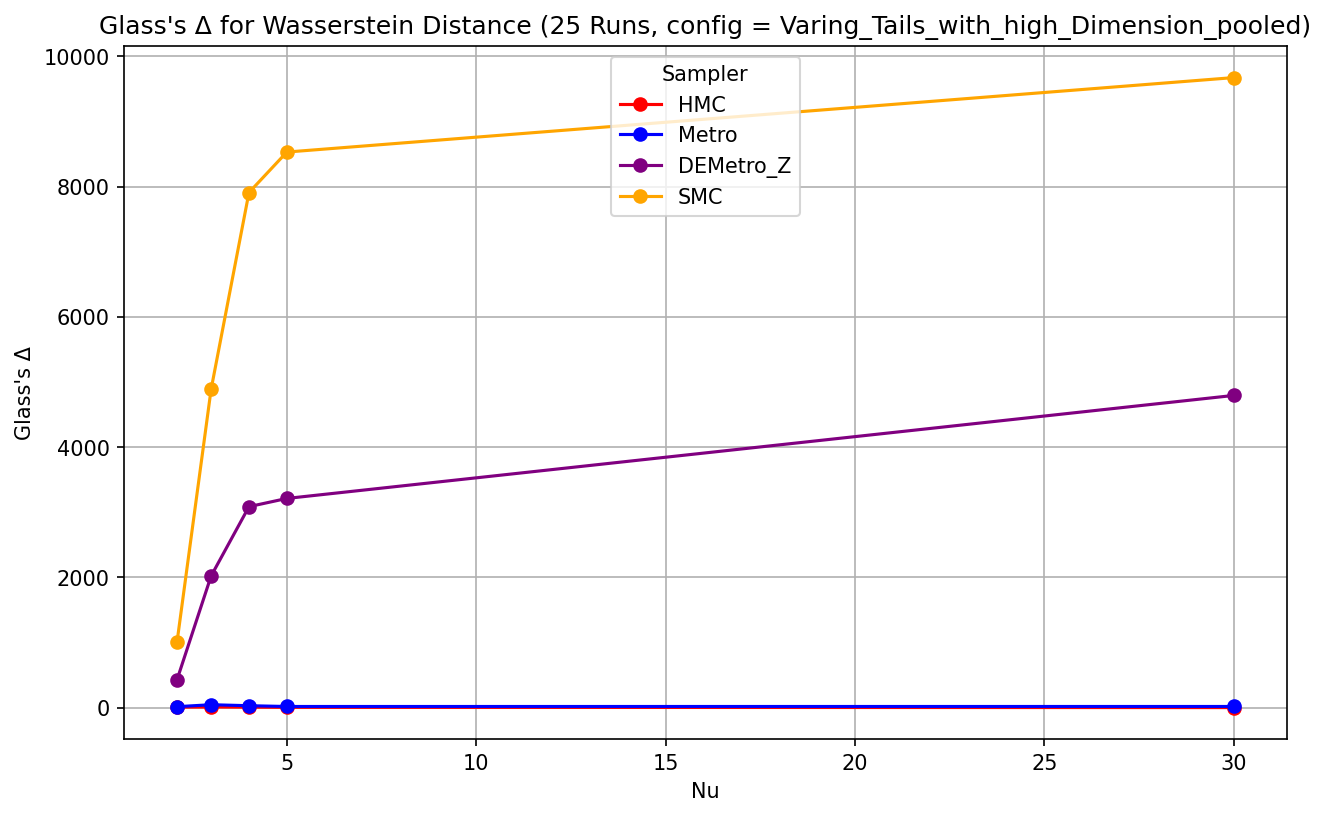 Glass's Δ for Wasserstein Distance (25 Runs, config = Varing_Tails_with_high_Dimension_pooled)
Sampler
HMC
Metro
DEMetro_Z
SMC
10000
8000
6000
4000
2000
0
Glass's Δ
5 10 15 20 25 30
Nu